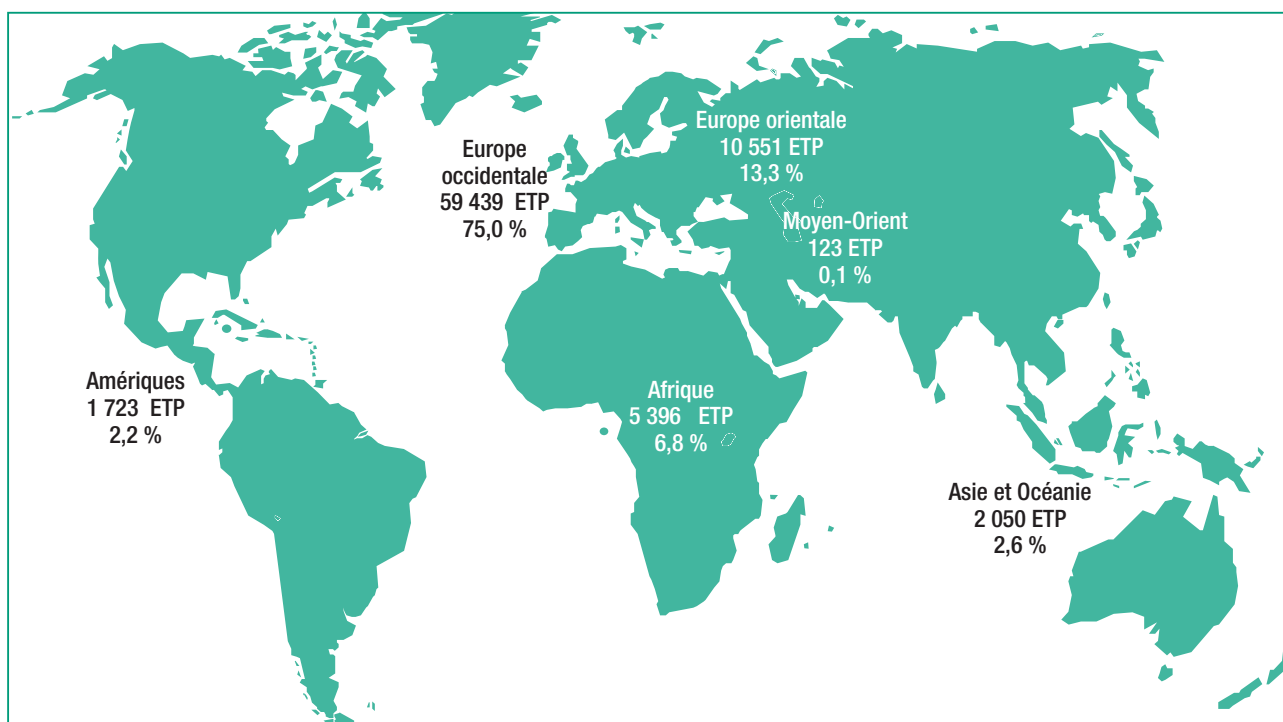 Europe orientale
10 551 ETP
13,3 %
Europe
occidentale
59 439 ETP
75,0 %
Moyen-Orient
123 ETP
0,1 %
Amériques
1 723 ETP
2,2 %
Afrique
5 396 ETP
6,8 %
Asie et Océanie
2 050 ETP
2,6 %